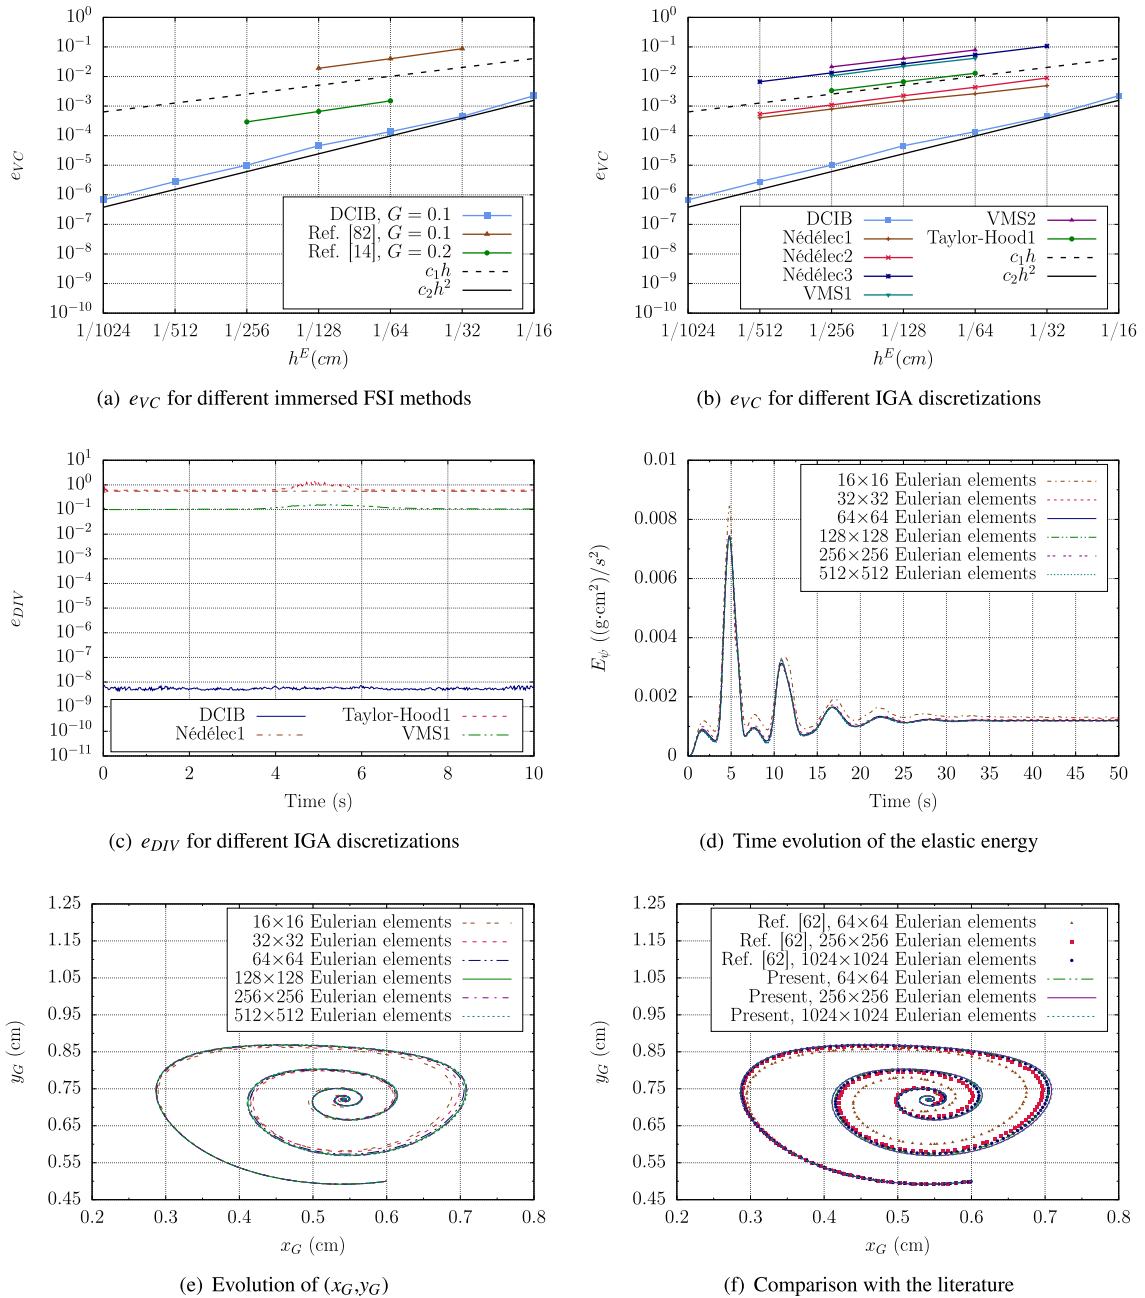 10⁰
10⁻¹
10⁻²
10⁻³
10⁻⁴
10⁻⁵
10⁻⁶
10⁻⁷
10⁻⁸
10⁻⁹
10⁻¹⁰
e_VC
DCIB, G = 0.1
Ref. [82], G = 0.1
Ref. [14], G = 0.2
c₁h
c₂h²
1/1024 1/512 1/256 1/128 1/64 1/32 1/16
h^E(cm)
(a) e_VC for different immersed FSI methods
10⁰
10⁻¹
10⁻²
10⁻³
10⁻⁴
10⁻⁵
10⁻⁶
10⁻⁷
10⁻⁸
10⁻⁹
10⁻¹⁰
e_VC
DCIB
Nédélec1
Nédélec2
Nédélec3
VMS1
VMS2
Taylor-Hood1
c₁h
c₂h²
1/1024 1/512 1/256 1/128 1/64 1/32 1/16
h^E(cm)
(b) e_VC for different IGA discretizations
10¹
10⁰
10⁻¹
10⁻²
10⁻³
10⁻⁴
10⁻⁵
10⁻⁶
10⁻⁷
10⁻⁸
10⁻⁹
10⁻¹⁰
10⁻¹¹
e_DIV
DCIB
Nédélec1
Taylor-Hood1
VMS1
0 2 4 6 8 10
Time (s)
(c) e_DIV for different IGA discretizations
0.01
0.008
0.006
0.004
0.002
0
E_ψ ((g·cm²)/s²)
16×16 Eulerian elements
32×32 Eulerian elements
64×64 Eulerian elements
128×128 Eulerian elements
256×256 Eulerian elements
512×512 Eulerian elements
0 5 10 15 20 25 30 35 40 45 50
Time (s)
(d) Time evolution of the elastic energy
1.25
1.15
1.05
0.95
0.85
0.75
0.65
0.55
0.45
y_G (cm)
16×16 Eulerian elements
32×32 Eulerian elements
64×64 Eulerian elements
128×128 Eulerian elements
256×256 Eulerian elements
512×512 Eulerian elements
0.2 0.3 0.4 0.5 0.6 0.7 0.8
x_G (cm)
(e) Evolution of (x_G,y_G)
1.25
1.15
1.05
0.95
0.85
0.75
0.65
0.55
0.45
y_G (cm)
Ref. [62], 64×64 Eulerian elements
Ref. [62], 256×256 Eulerian elements
Ref. [62], 1024×1024 Eulerian elements
Present, 64×64 Eulerian elements
Present, 256×256 Eulerian elements
Present, 1024×1024 Eulerian elements
0.2 0.3 0.4 0.5 0.6 0.7 0.8
x_G (cm)
(f) Comparison with the literature